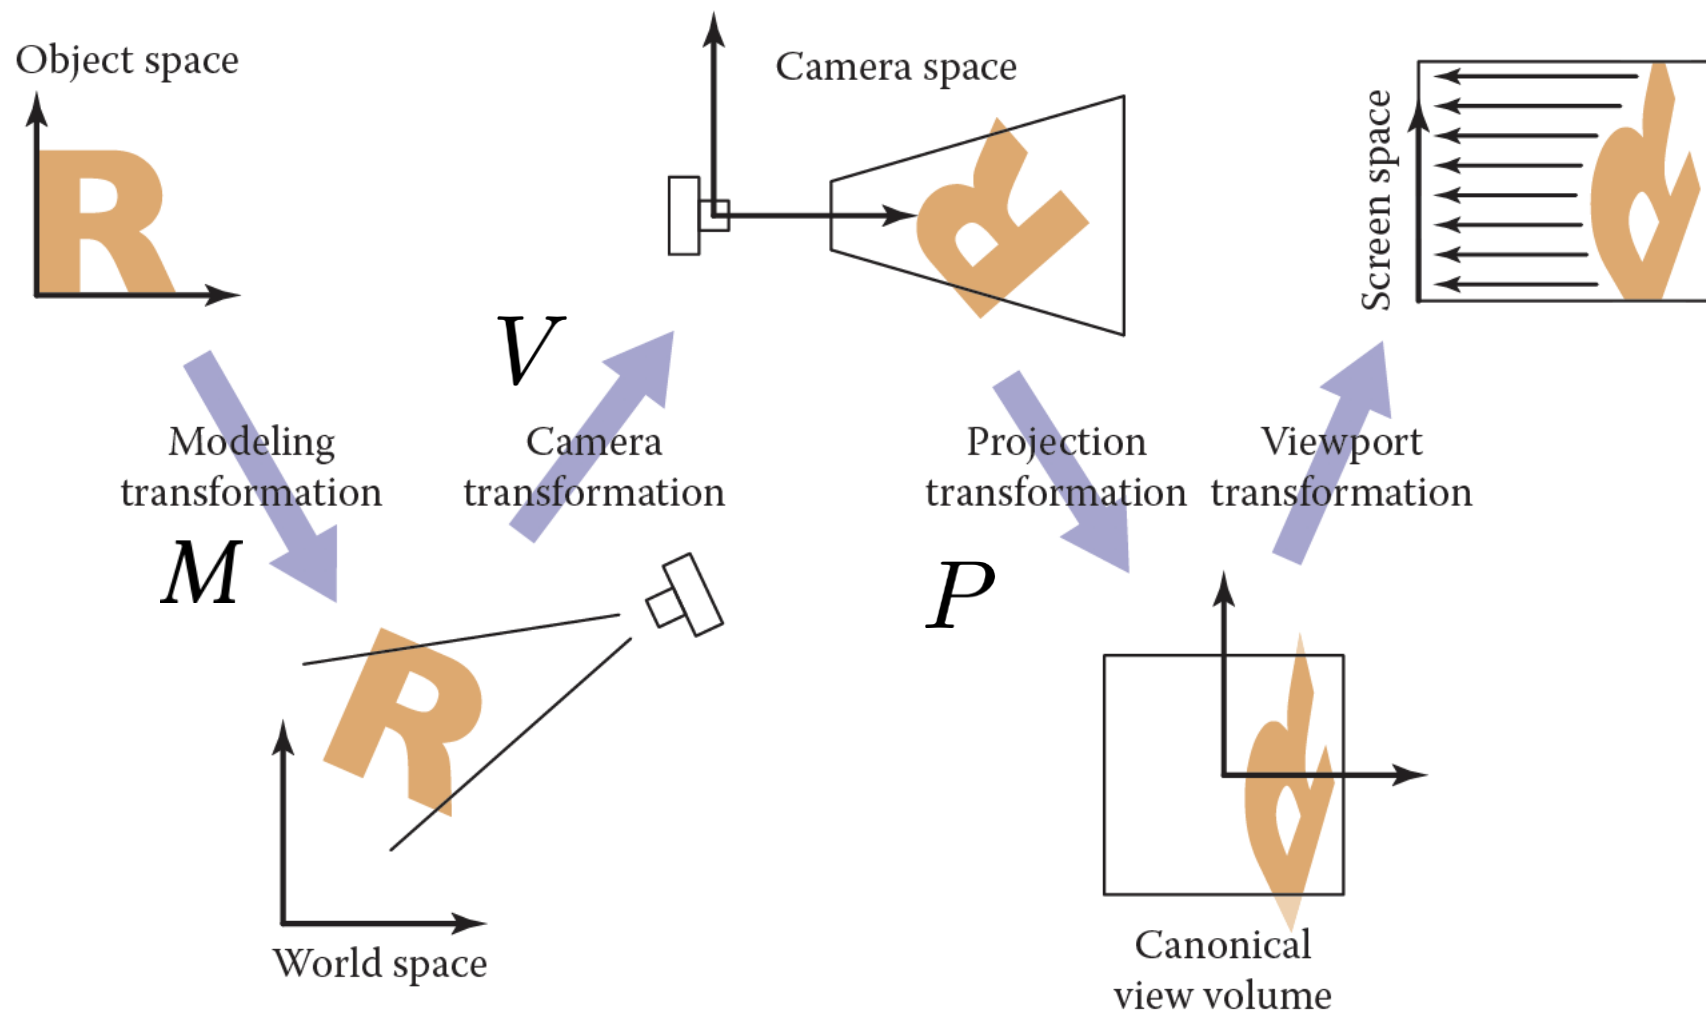 Object space
Camera space
Screen space
V
Modeling
transformation
Camera
transformation
Projection
transformation
Viewport
transformation
M
P
World space
Canonical
view volume